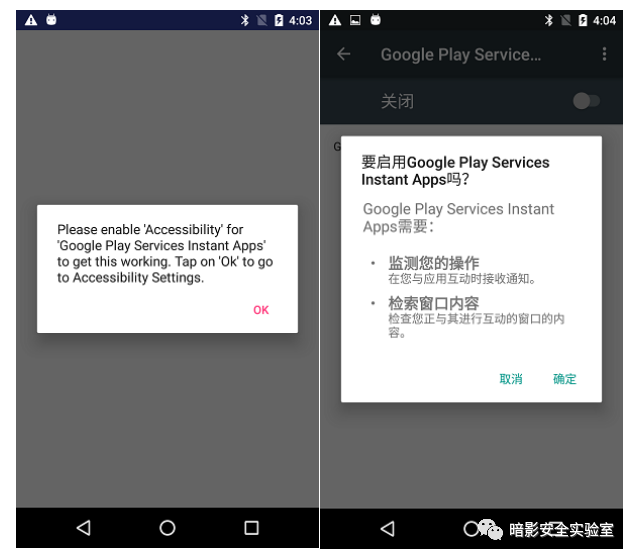 4:03
Please enable 'Accessibility' for
'Google Play Services Instant Apps'
to get this working. Tap on 'Ok' to go
to Accessibility Settings.
OK
4:04
Google Play Service...
关闭
G
要启用Google Play Services
Instant Apps吗？
Google Play Services Instant
Apps需要：
• 监测您的操作
在您与应用互动时接收通知。
• 检索窗口内容
检查您正与其进行互动的窗口的内
容。
取消 确定
暗影安全实验室